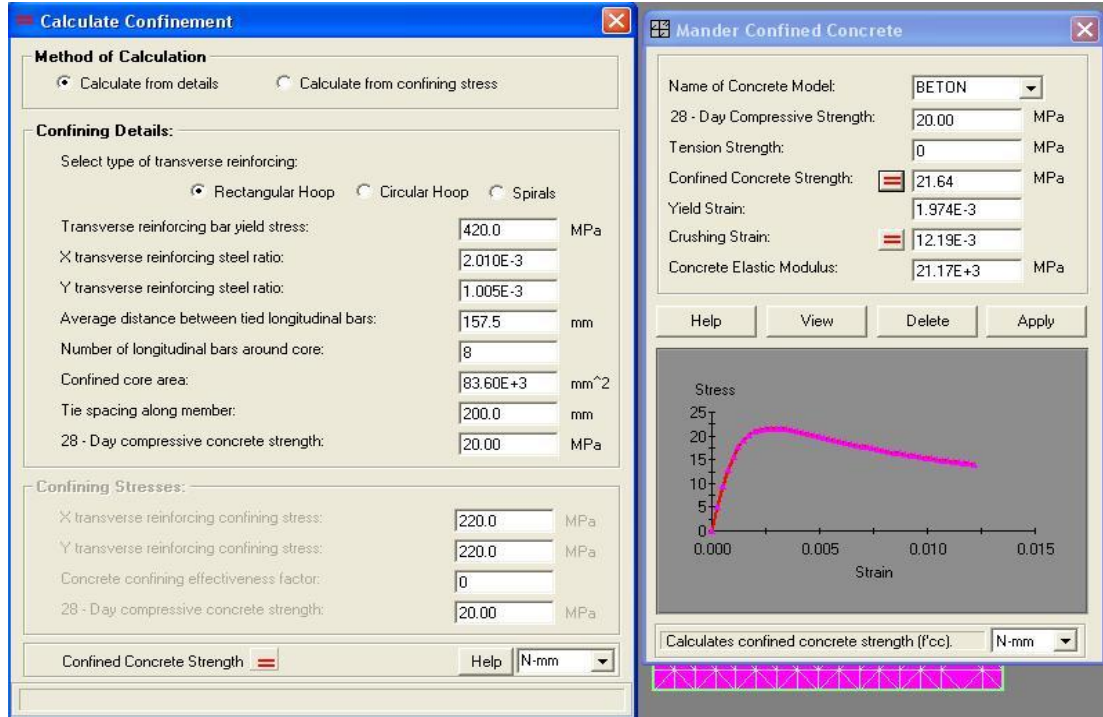 Calculate Confinement
Method of Calculation
Calculate from details Calculate from confining stress
Confining Details:
Select type of transverse reinforcing:
Rectangular Hoop Circular Hoop Spirals
Transverse reinforcing bar yield stress: 420.0 MPa
X transverse reinforcing steel ratio: 2.010E-3
Y transverse reinforcing steel ratio: 1.005E-3
Average distance between tied longitudinal bars: 157.5 mm
Number of longitudinal bars around core: 8
Confined core area: 83.60E+3 mm^2
Tie spacing along member: 200.0 mm
28 - Day compressive concrete strength: 20.00 MPa
Confining Stresses:
X transverse reinforcing confining stress: 220.0 MPa
Y transverse reinforcing confining stress: 220.0 MPa
Concrete confining effectiveness factor: 0
28 - Day compressive concrete strength: 20.00 MPa
Confined Concrete Strength = Help N-mm
Mander Confined Concrete
Name of Concrete Model: BETON
28 - Day Compressive Strength: 20.00 MPa
Tension Strength: 0 MPa
Confined Concrete Strength: = 21.64 MPa
Yield Strain: 1.974E-3
Crushing Strain: = 12.19E-3
Concrete Elastic Modulus: 21.17E+3 MPa
Help View Delete Apply
Stress
25
20
15
10
5
0
0.000 0.005 0.010 0.015
Strain
Calculates confined concrete strength (f'cc). N-mm